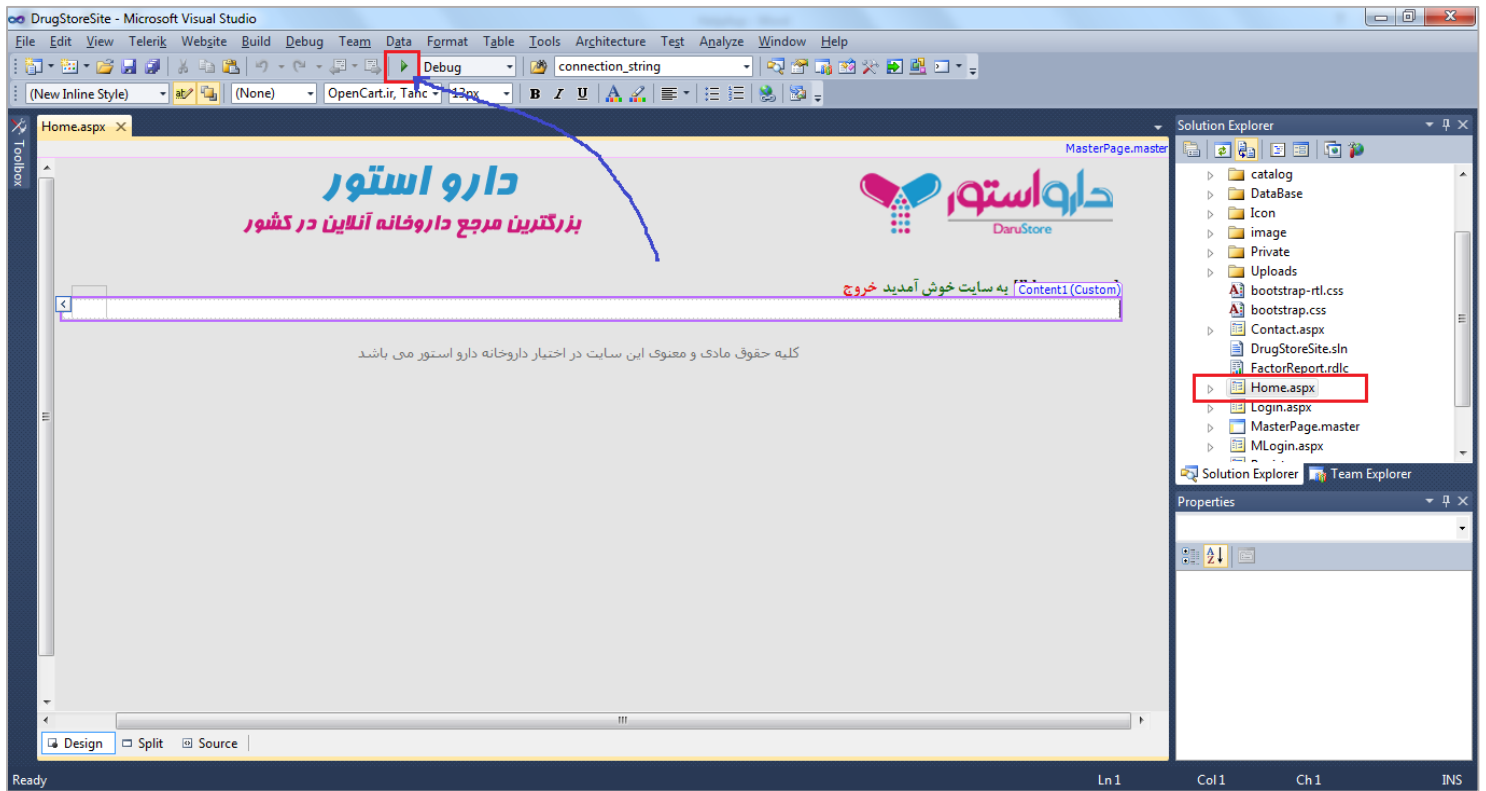 DrugStoreSite - Microsoft Visual Studio
File Edit View Telerik Website Build Debug Team Data Format Table Tools Architecture Test Analyze Window Help
Debug connection_string
(New Inline Style) (None) OpenCart.ir, Tahc 13px B I U
Toolbox
Home.aspx
MasterPage.master
دارو استور
بزرگترین مرجع داروخانه آنلاین در کشور
دارواستور
DaruStore
به سایت خوش آمدید خروج
Content1 (Custom)
کلیه حقوق مادی و معنوی این سایت در اختیار داروخانه دارو استور می باشد
Design Split Source
Solution Explorer
catalog
DataBase
Icon
image
Private
Uploads
bootstrap-rtl.css
bootstrap.css
Contact.aspx
DrugStoreSite.sln
FactorReport.rdlc
Home.aspx
Login.aspx
MasterPage.master
MLogin.aspx
Solution Explorer Team Explorer
Properties
Ready Ln 1 Col 1 Ch 1 INS